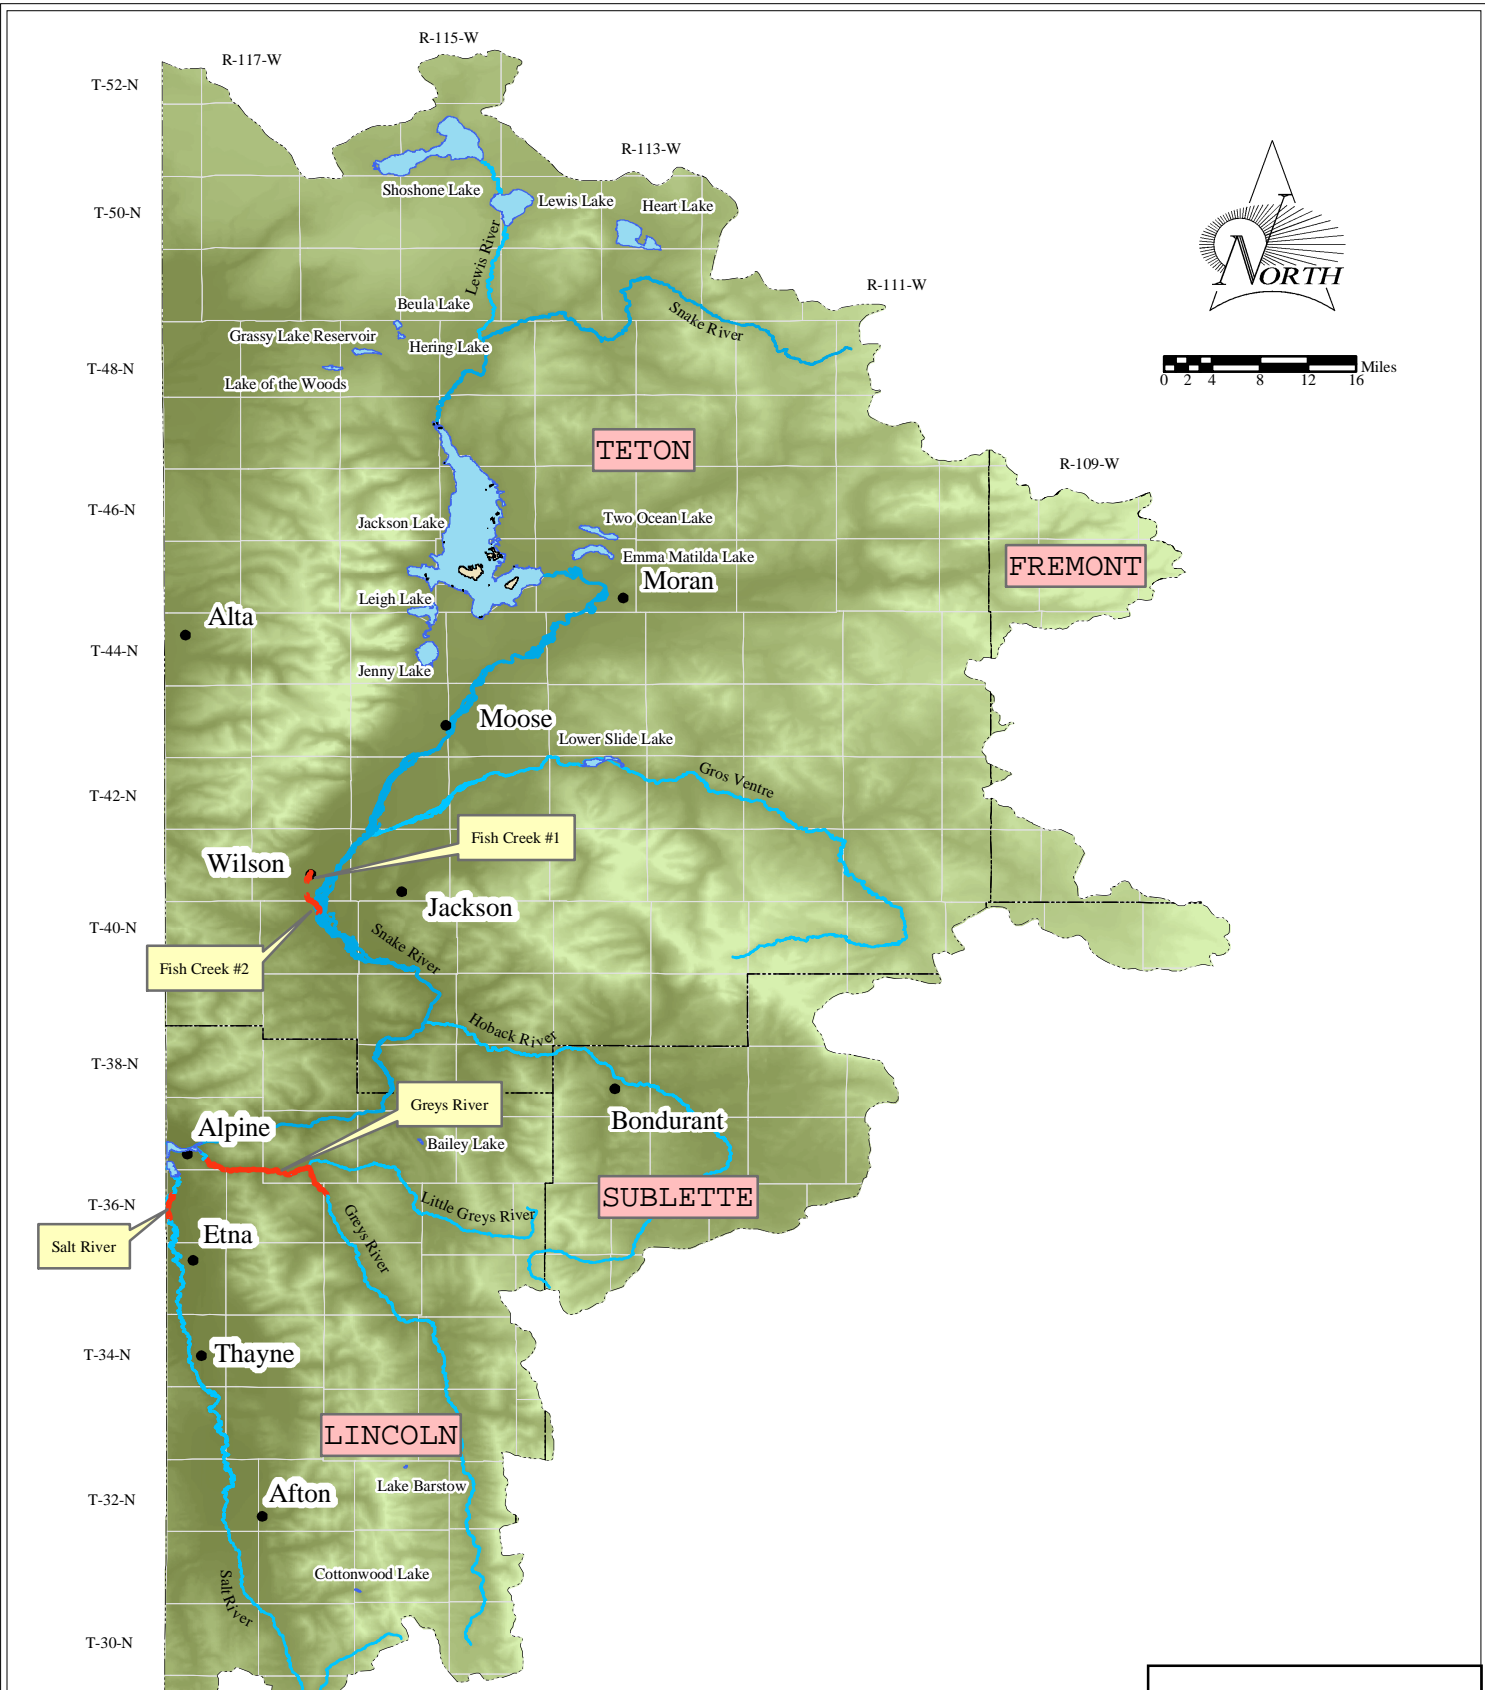 R-115-W
R-117-W
T-52-N
R-113-W
Shoshone Lake
Lewis Lake
Heart Lake
T-50-N
Lewis River
NORTH
R-111-W
Beula Lake
Snake River
Grassy Lake Reservoir
Hering Lake
T-48-N
Lake of the Woods
Miles
0 2 4 8 12 16
TETON
R-109-W
T-46-N
Jackson Lake
Two Ocean Lake
Emma Matilda Lake
FREMONT
Moran
Leigh Lake
Alta
T-44-N
Jenny Lake
Moose
Lower Slide Lake
Gros Ventre
T-42-N
Fish Creek #1
Wilson
Jackson
T-40-N
Snake River
Fish Creek #2
Hoback River
T-38-N
Greys River
Alpine
Bondurant
Bailey Lake
T-36-N
Little Greys River
SUBLETTE
Greys River
Salt River
Etna
T-34-N
Thayne
LINCOLN
Lake Barstow
T-32-N
Afton
Cottonwood Lake
Salt River
T-30-N